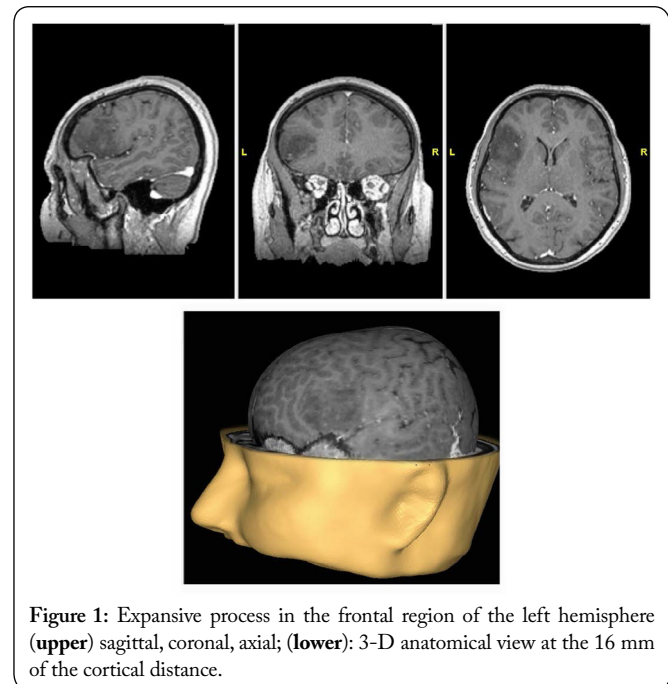 L R L R
Figure 1: Expansive process in the frontal region of the left hemisphere
(upper) sagittal, coronal, axial; (lower): 3-D anatomical view at the 16 mm
of the cortical distance.